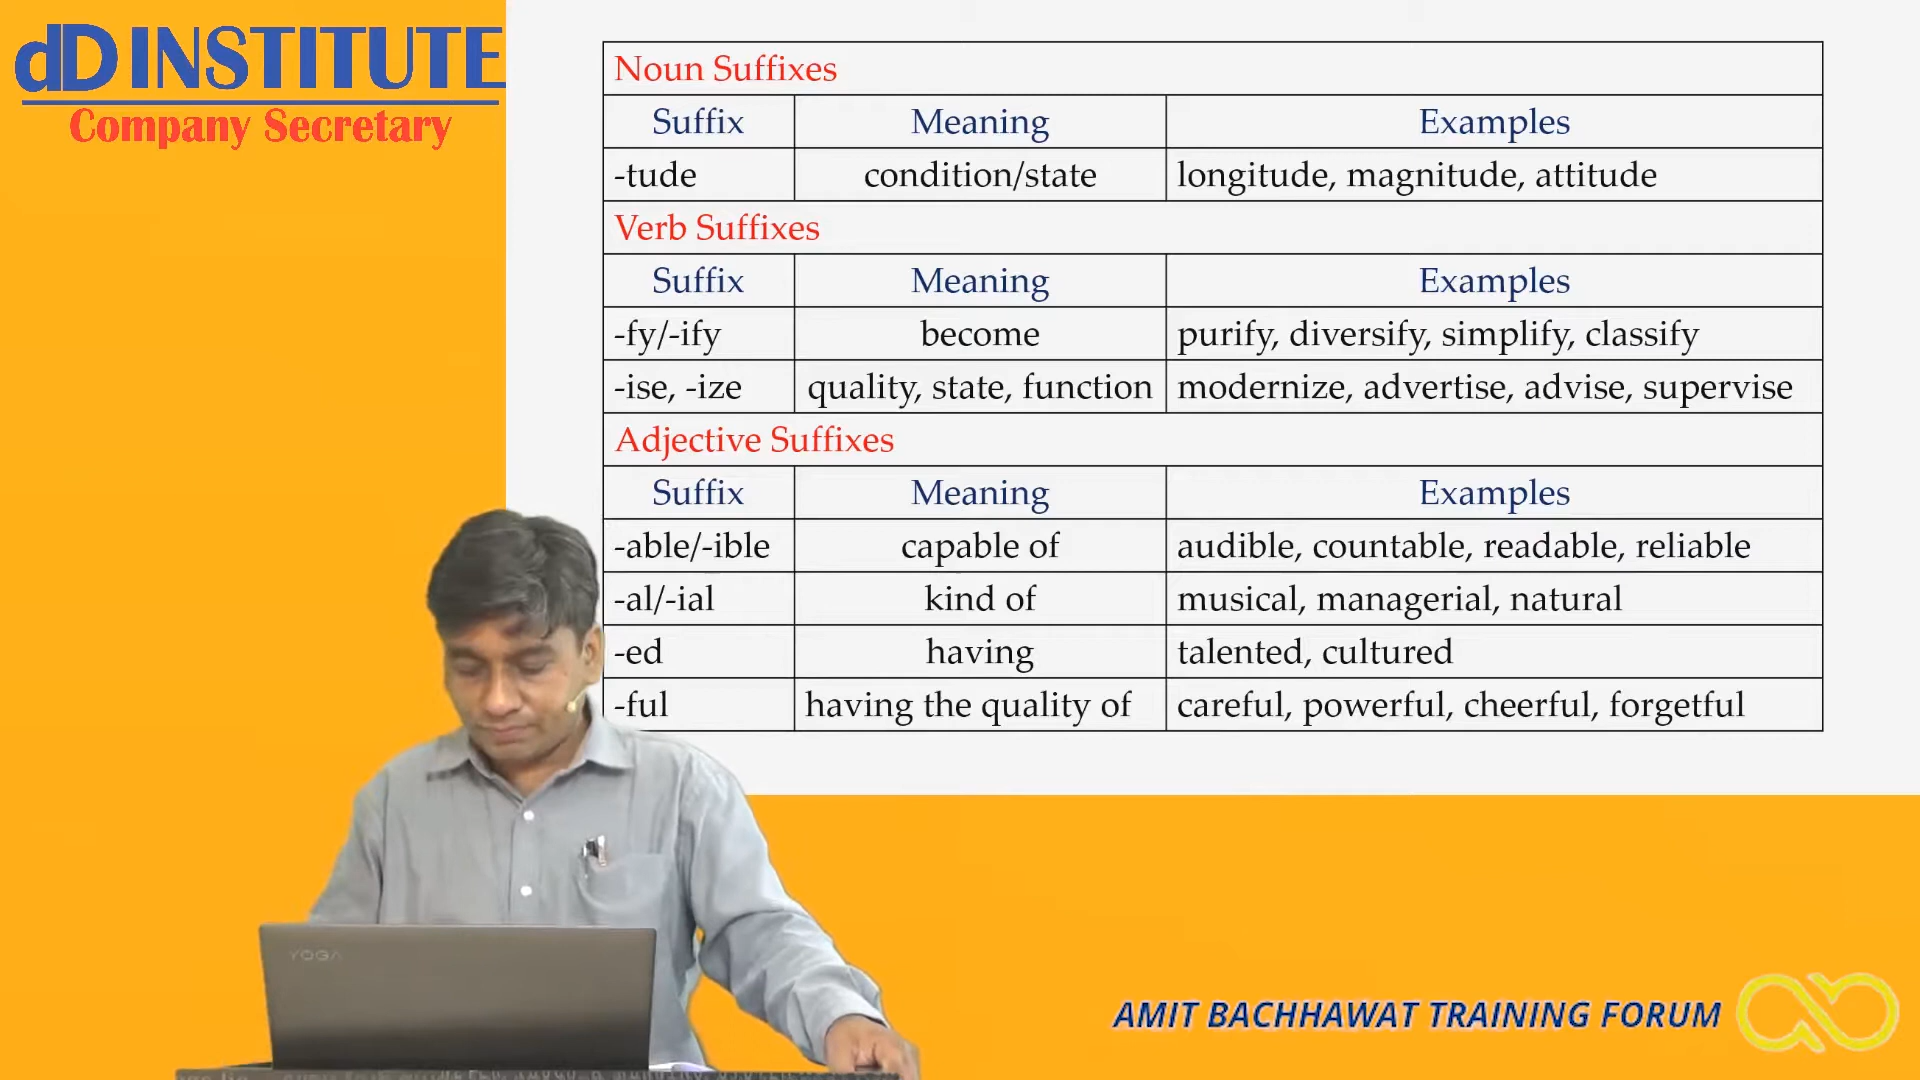 dD INSTITUTE
Company Secretary
Noun Suffixes
Suffix Meaning Examples
-tude condition/state longitude, magnitude, attitude
Verb Suffixes
Suffix Meaning Examples
-fy/-ify become purify, diversify, simplify, classify
-ise, -ize quality, state, function modernize, advertise, advise, supervise
Adjective Suffixes
Suffix Meaning Examples
-able/-ible capable of audible, countable, readable, reliable
-al/-ial kind of musical, managerial, natural
-ed having talented, cultured
-ful having the quality of careful, powerful, cheerful, forgetful
YOGA
AMIT BACHHAWAT TRAINING FORUM